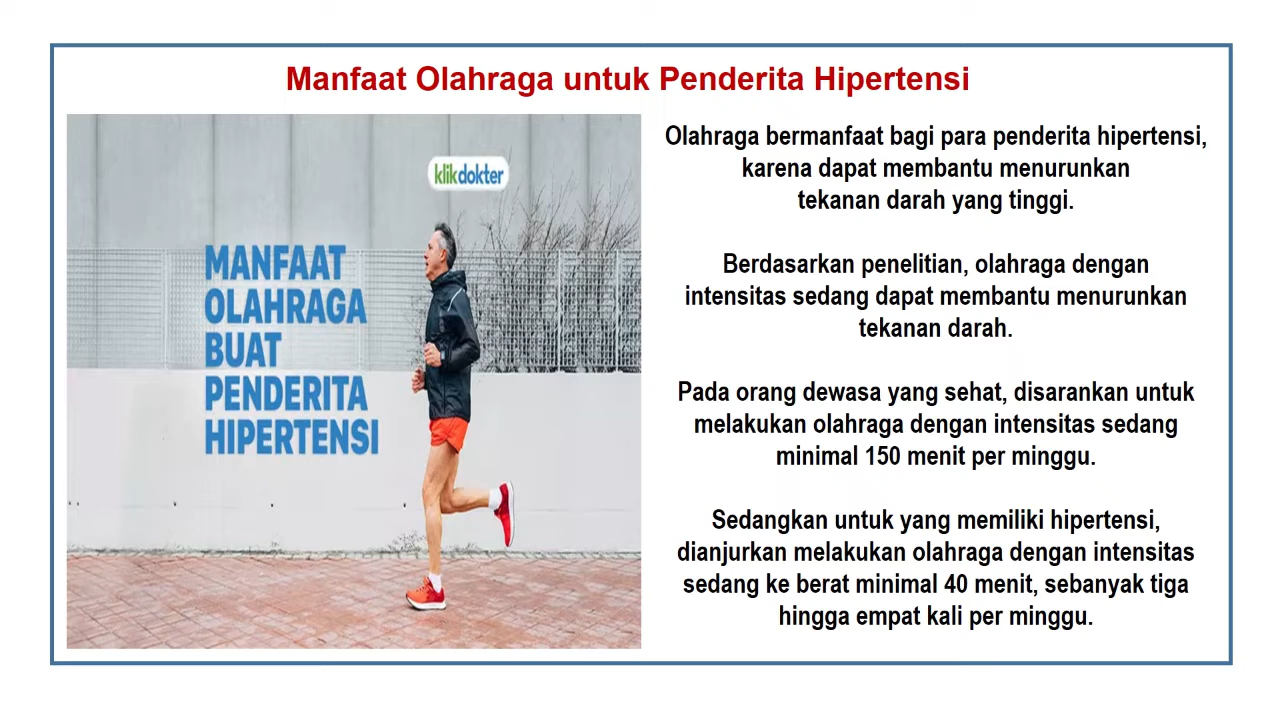 Manfaat Olahraga untuk Penderita Hipertensi
klikdokter
MANFAAT
OLAHRAGA
BUAT
PENDERITA
HIPERTENSI
Olahraga bermanfaat bagi para penderita hipertensi,
karena dapat membantu menurunkan
tekanan darah yang tinggi.
Berdasarkan penelitian, olahraga dengan
intensitas sedang dapat membantu menurunkan
tekanan darah.
Pada orang dewasa yang sehat, disarankan untuk
melakukan olahraga dengan intensitas sedang
minimal 150 menit per minggu.
Sedangkan untuk yang memiliki hipertensi,
dianjurkan melakukan olahraga dengan intensitas
sedang ke berat minimal 40 menit, sebanyak tiga
hingga empat kali per minggu.